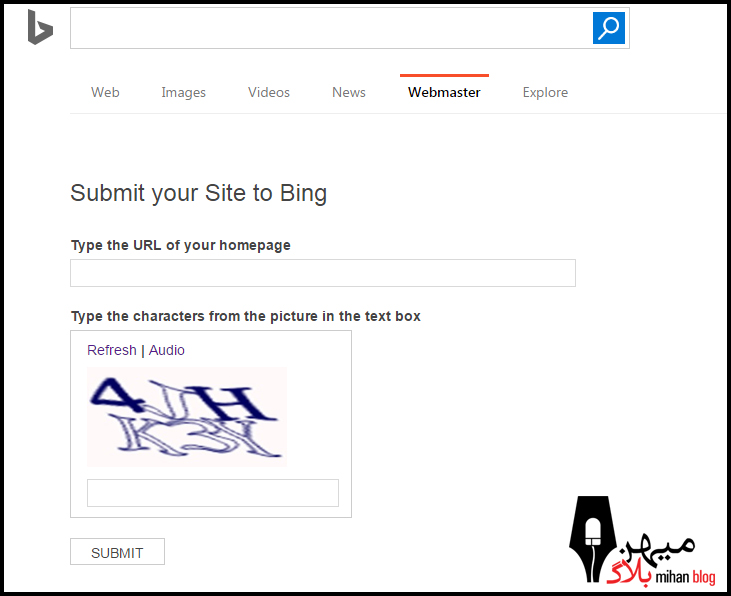 Web Images Videos News Webmaster Explore
Submit your Site to Bing
Type the URL of your homepage
Type the characters from the picture in the text box
Refresh | Audio
4JH
K3X
SUBMIT
میهن
بلاگ mihan blog